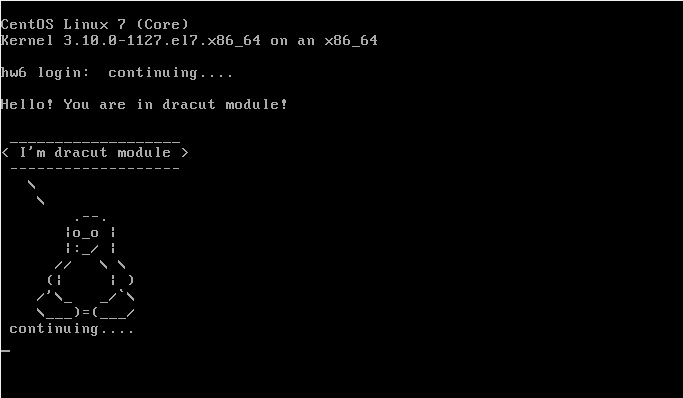 CentOS Linux 7 (Core)
Kernel 3.10.0-1127.el7.x86_64 on an x86_64
hw6 login:  continuing....
Hello! You are in dracut module!
 ___________________
< I'm dracut module >
 -------------------
   \
    \
        .--.
       |o_o |
       |:_/ |
      //   \ \
     (|     | )
    /'\_   _/`\
    \___)=(___/
 continuing....
_